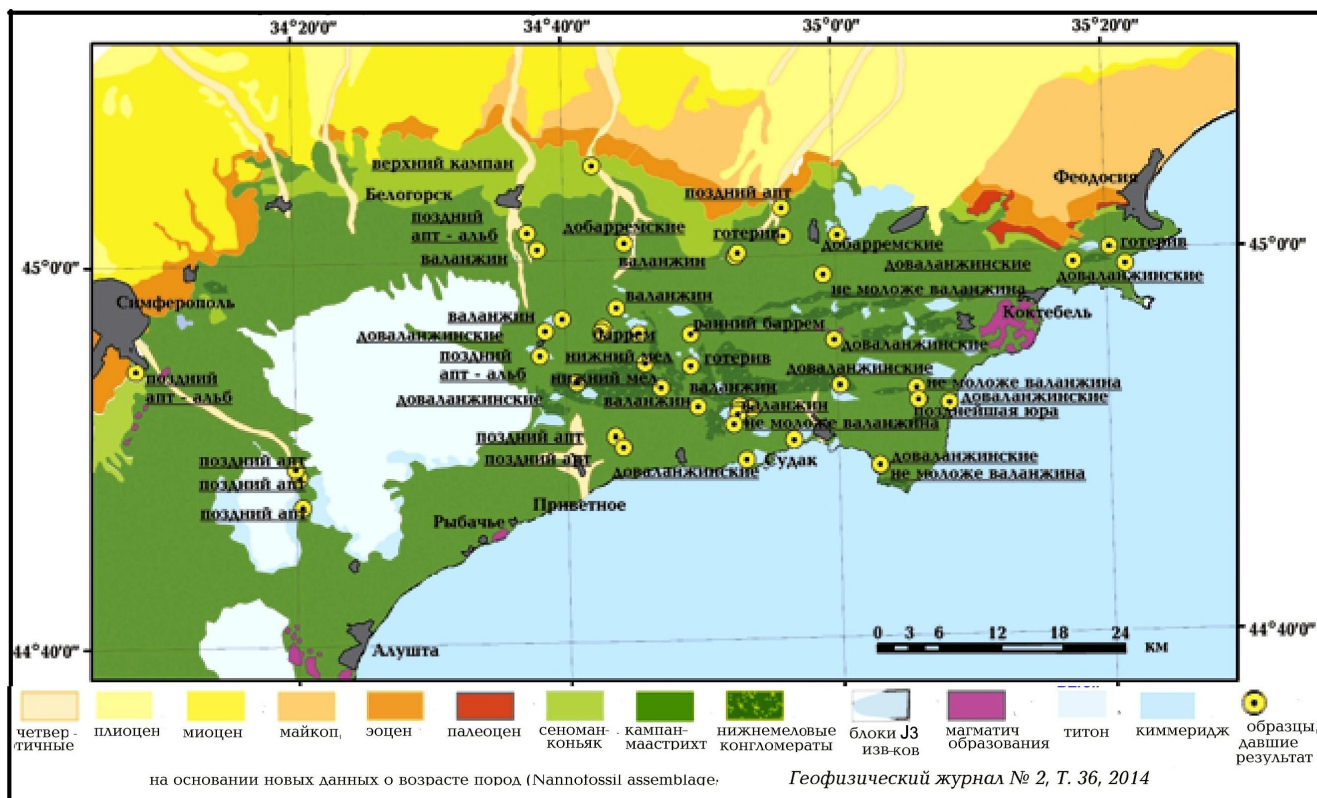 34°20'0"
34°40'0"
35°0'0"
35°20'0"
верхний кампан
Белогорск
поздний апт
Феодосия
поздний
апт - альб
валанжин
добарремские
валанжин
готерив
добарремские
доваланжинские
готерив
доваланжинские
45°0'0"
45°0'0"
не моложе валанжина
Симферополь
валанжин
валанжин
доваланжинские
баррем
ранний баррем
Коктебель
доваланжинские
поздний
апт - альб
нижний мел
готерив
доваланжинские
поздний
апт - альб
нижний мел
валанжин
не моложе валанжина
доваланжинские
валанжин
валанжин
доваланжинские
позднейшая юра
не моложе валанжина
поздний апт
поздний апт
поздний апт
поздний апт
поздний апт
доваланжинские
Судак
доваланжинские
не моложе валанжина
Приветное
Рыбачье
Алушта
44°40'0"
44°40'0"
0 3 6 12 18 24
км
четвер -
тичные
плиоцен
миоцен
майкоп,
эоцен
палеоцен
сеноман-
коньяк
кампан-
маастрихт
нижнемеловые
конгломераты
блоки J3
изв-ков
магматич
образования
титон
киммеридж
образцы,
давшие
результат
на основании новых данных о возрасте пород (Nannofossil assemblage,
Геофизический журнал № 2, Т. 36, 2014